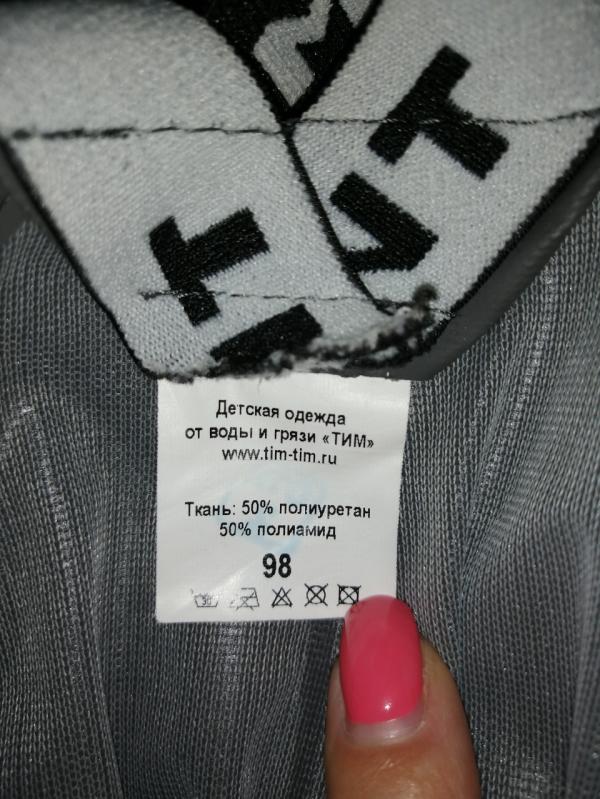 Детская одежда
от воды и грязи «ТИМ»
www.tim-tim.ru
Ткань: 50% полиуретан
50% полиамид
98